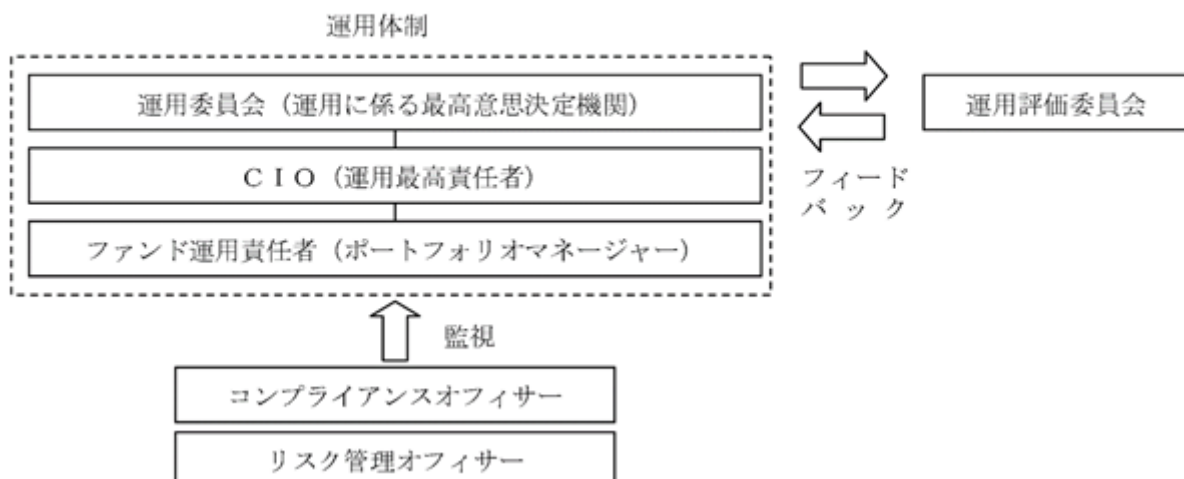 運用体制
運用委員会（運用に係る最高意思決定機関）
運用評価委員会
ＣＩＯ（運用最高責任者）
フィード
バック
ファンド運用責任者（ポートフォリオマネージャー）
監視
コンプライアンスオフィサー
リスク管理オフィサー